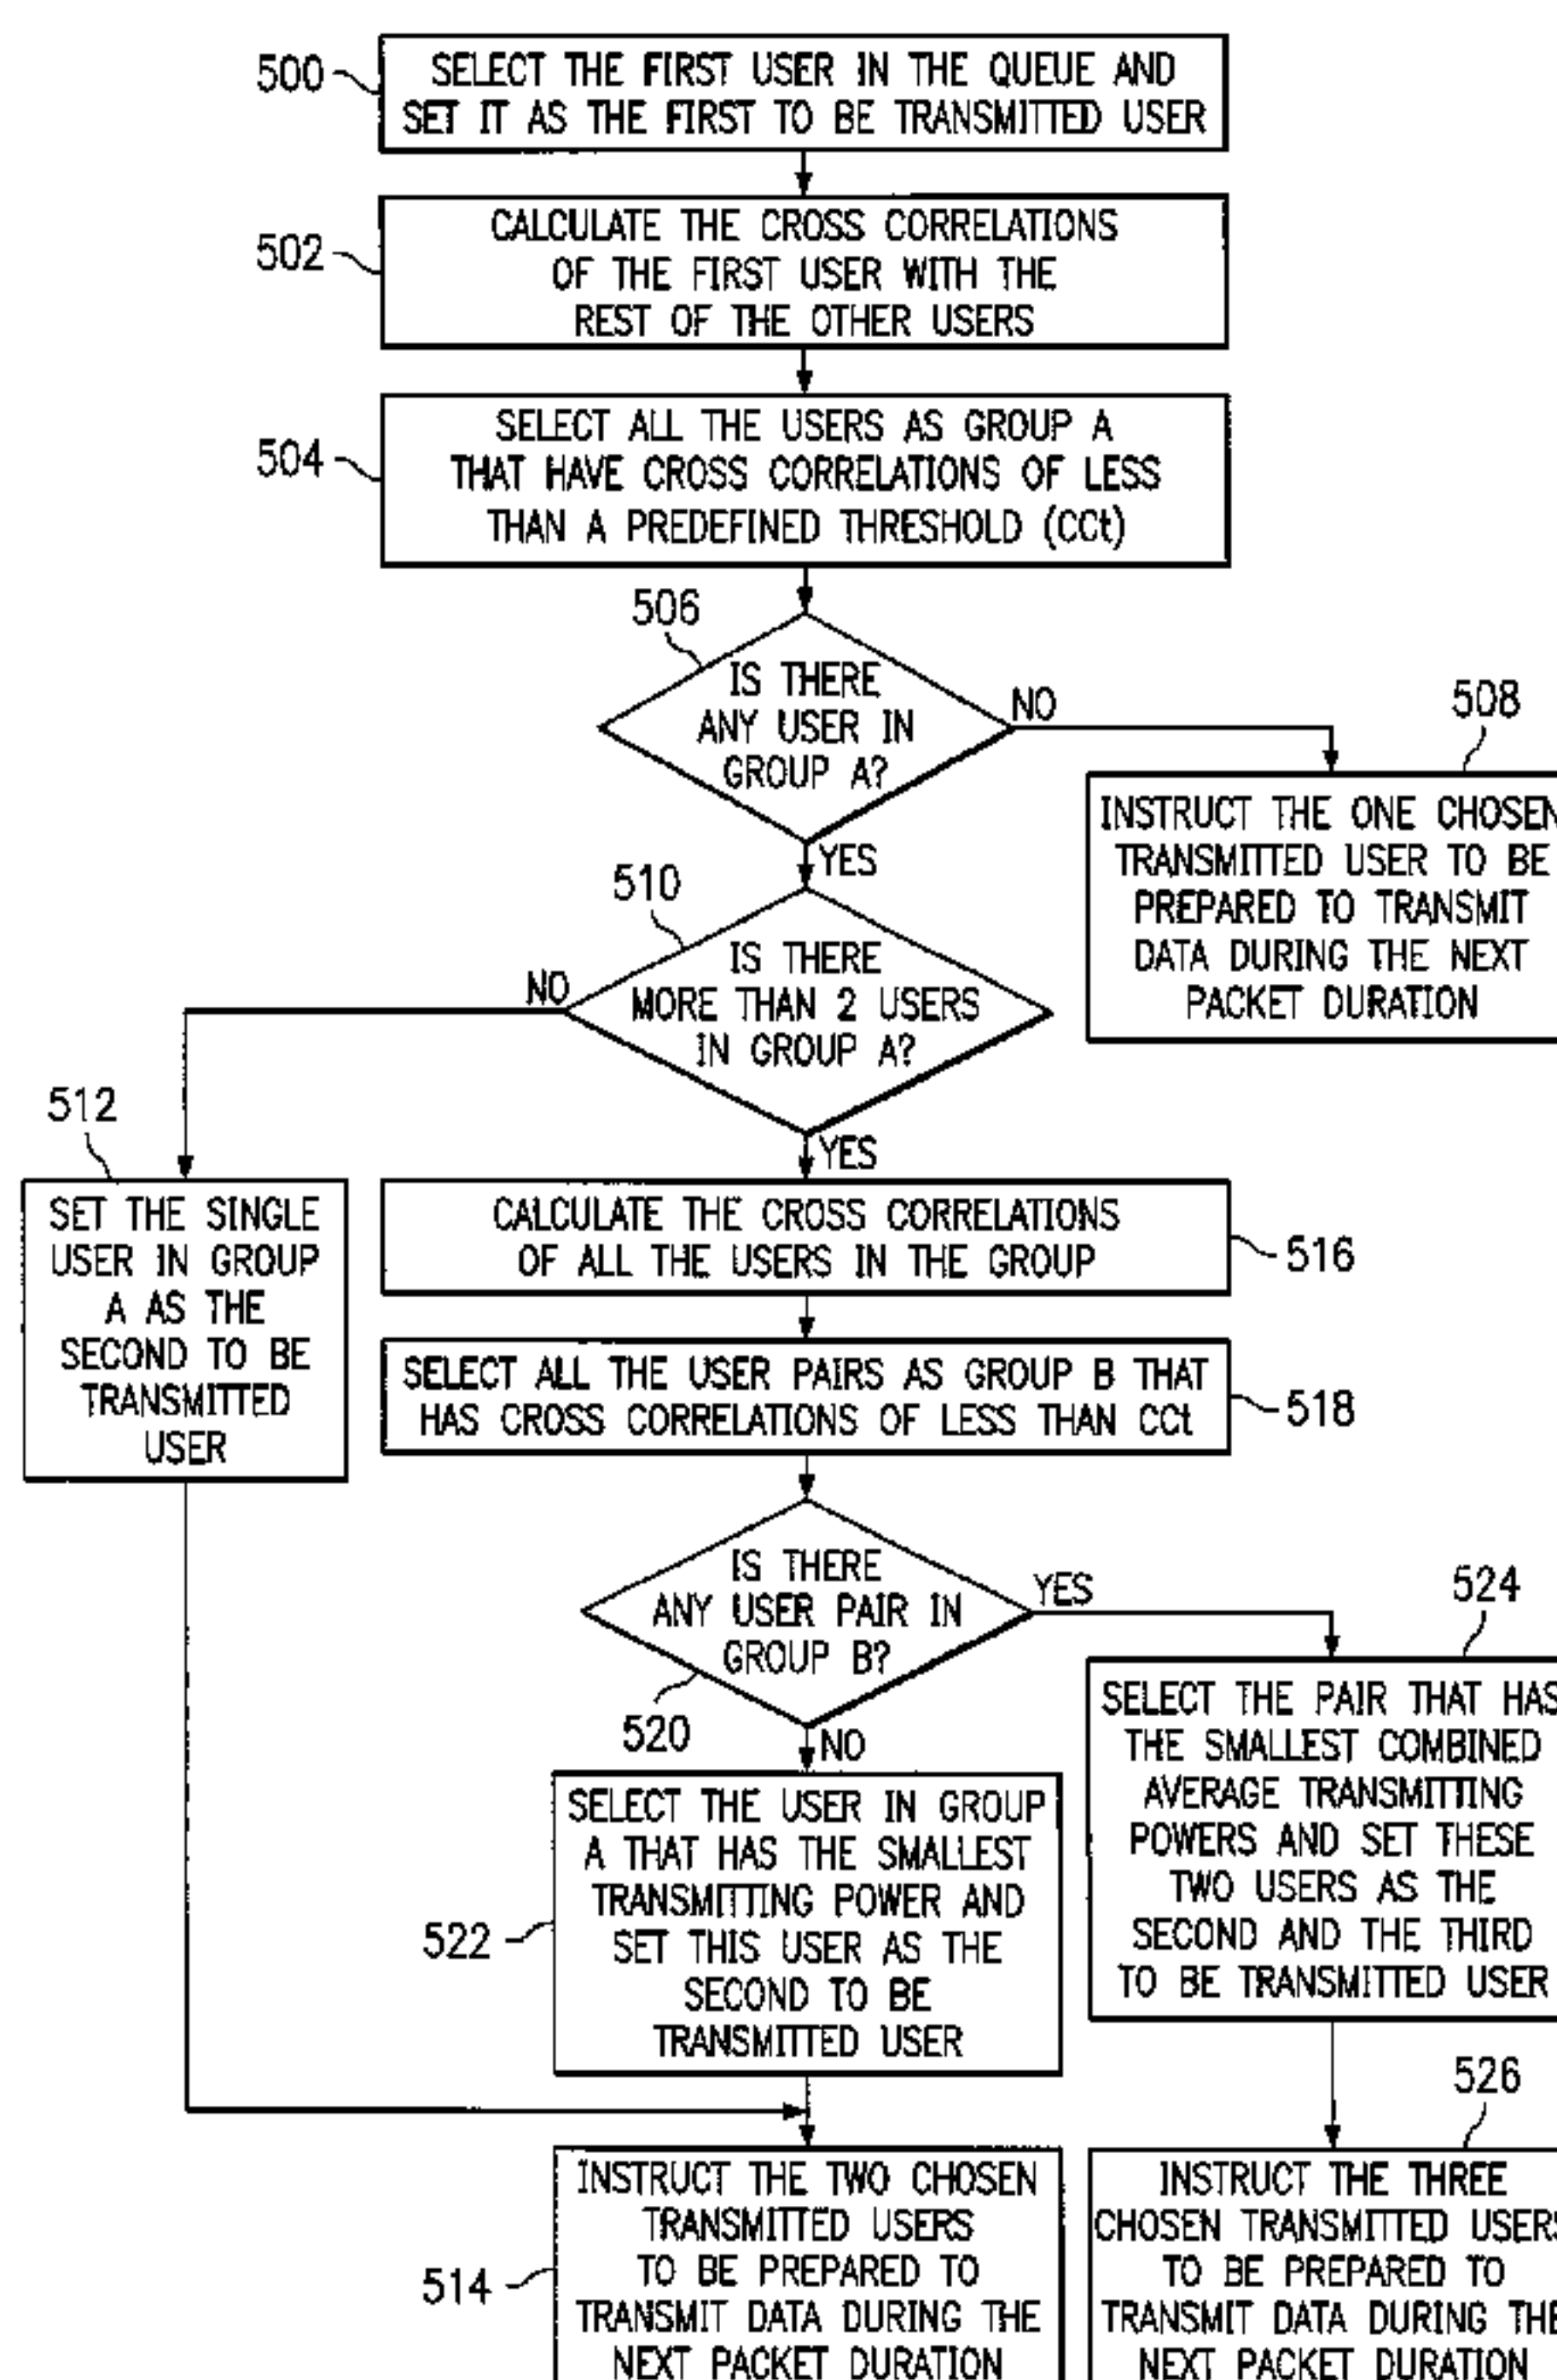 500
SELECT THE FIRST USER IN THE QUEUE AND
SET IT AS THE FIRST TO BE TRANSMITTED USER
502
CALCULATE THE CROSS CORRELATIONS
OF THE FIRST USER WITH THE
REST OF THE OTHER USERS
504
SELECT ALL THE USERS AS GROUP A
THAT HAVE CROSS CORRELATIONS OF LESS
THAN A PREDEFINED THRESHOLD (CCt)
506
IS THERE
ANY USER IN
GROUP A?
NO
508
INSTRUCT THE ONE CHOSEN
TRANSMITTED USER TO BE
PREPARED TO TRANSMIT
DATA DURING THE NEXT
PACKET DURATION
YES
510
IS THERE
MORE THAN 2 USERS
IN GROUP A?
NO
512
SET THE SINGLE
USER IN GROUP
A AS THE
SECOND TO BE
TRANSMITTED
USER
YES
CALCULATE THE CROSS CORRELATIONS
OF ALL THE USERS IN THE GROUP
516
SELECT ALL THE USER PAIRS AS GROUP B THAT
HAS CROSS CORRELATIONS OF LESS THAN CCt
518
IS THERE
ANY USER PAIR IN
GROUP B?
520
YES
524
SELECT THE PAIR THAT HAS
THE SMALLEST COMBINED
AVERAGE TRANSMITTING
POWERS AND SET THESE
TWO USERS AS THE
SECOND AND THE THIRD
TO BE TRANSMITTED USER
NO
522
SELECT THE USER IN GROUP
A THAT HAS THE SMALLEST
TRANSMITTING POWER AND
SET THIS USER AS THE
SECOND TO BE
TRANSMITTED USER
514
INSTRUCT THE TWO CHOSEN
TRANSMITTED USERS
TO BE PREPARED TO
TRANSMIT DATA DURING THE
NEXT PACKET DURATION
526
INSTRUCT THE THREE
CHOSEN TRANSMITTED USERS
TO BE PREPARED TO
TRANSMIT DATA DURING THE
NEXT PACKET DURATION